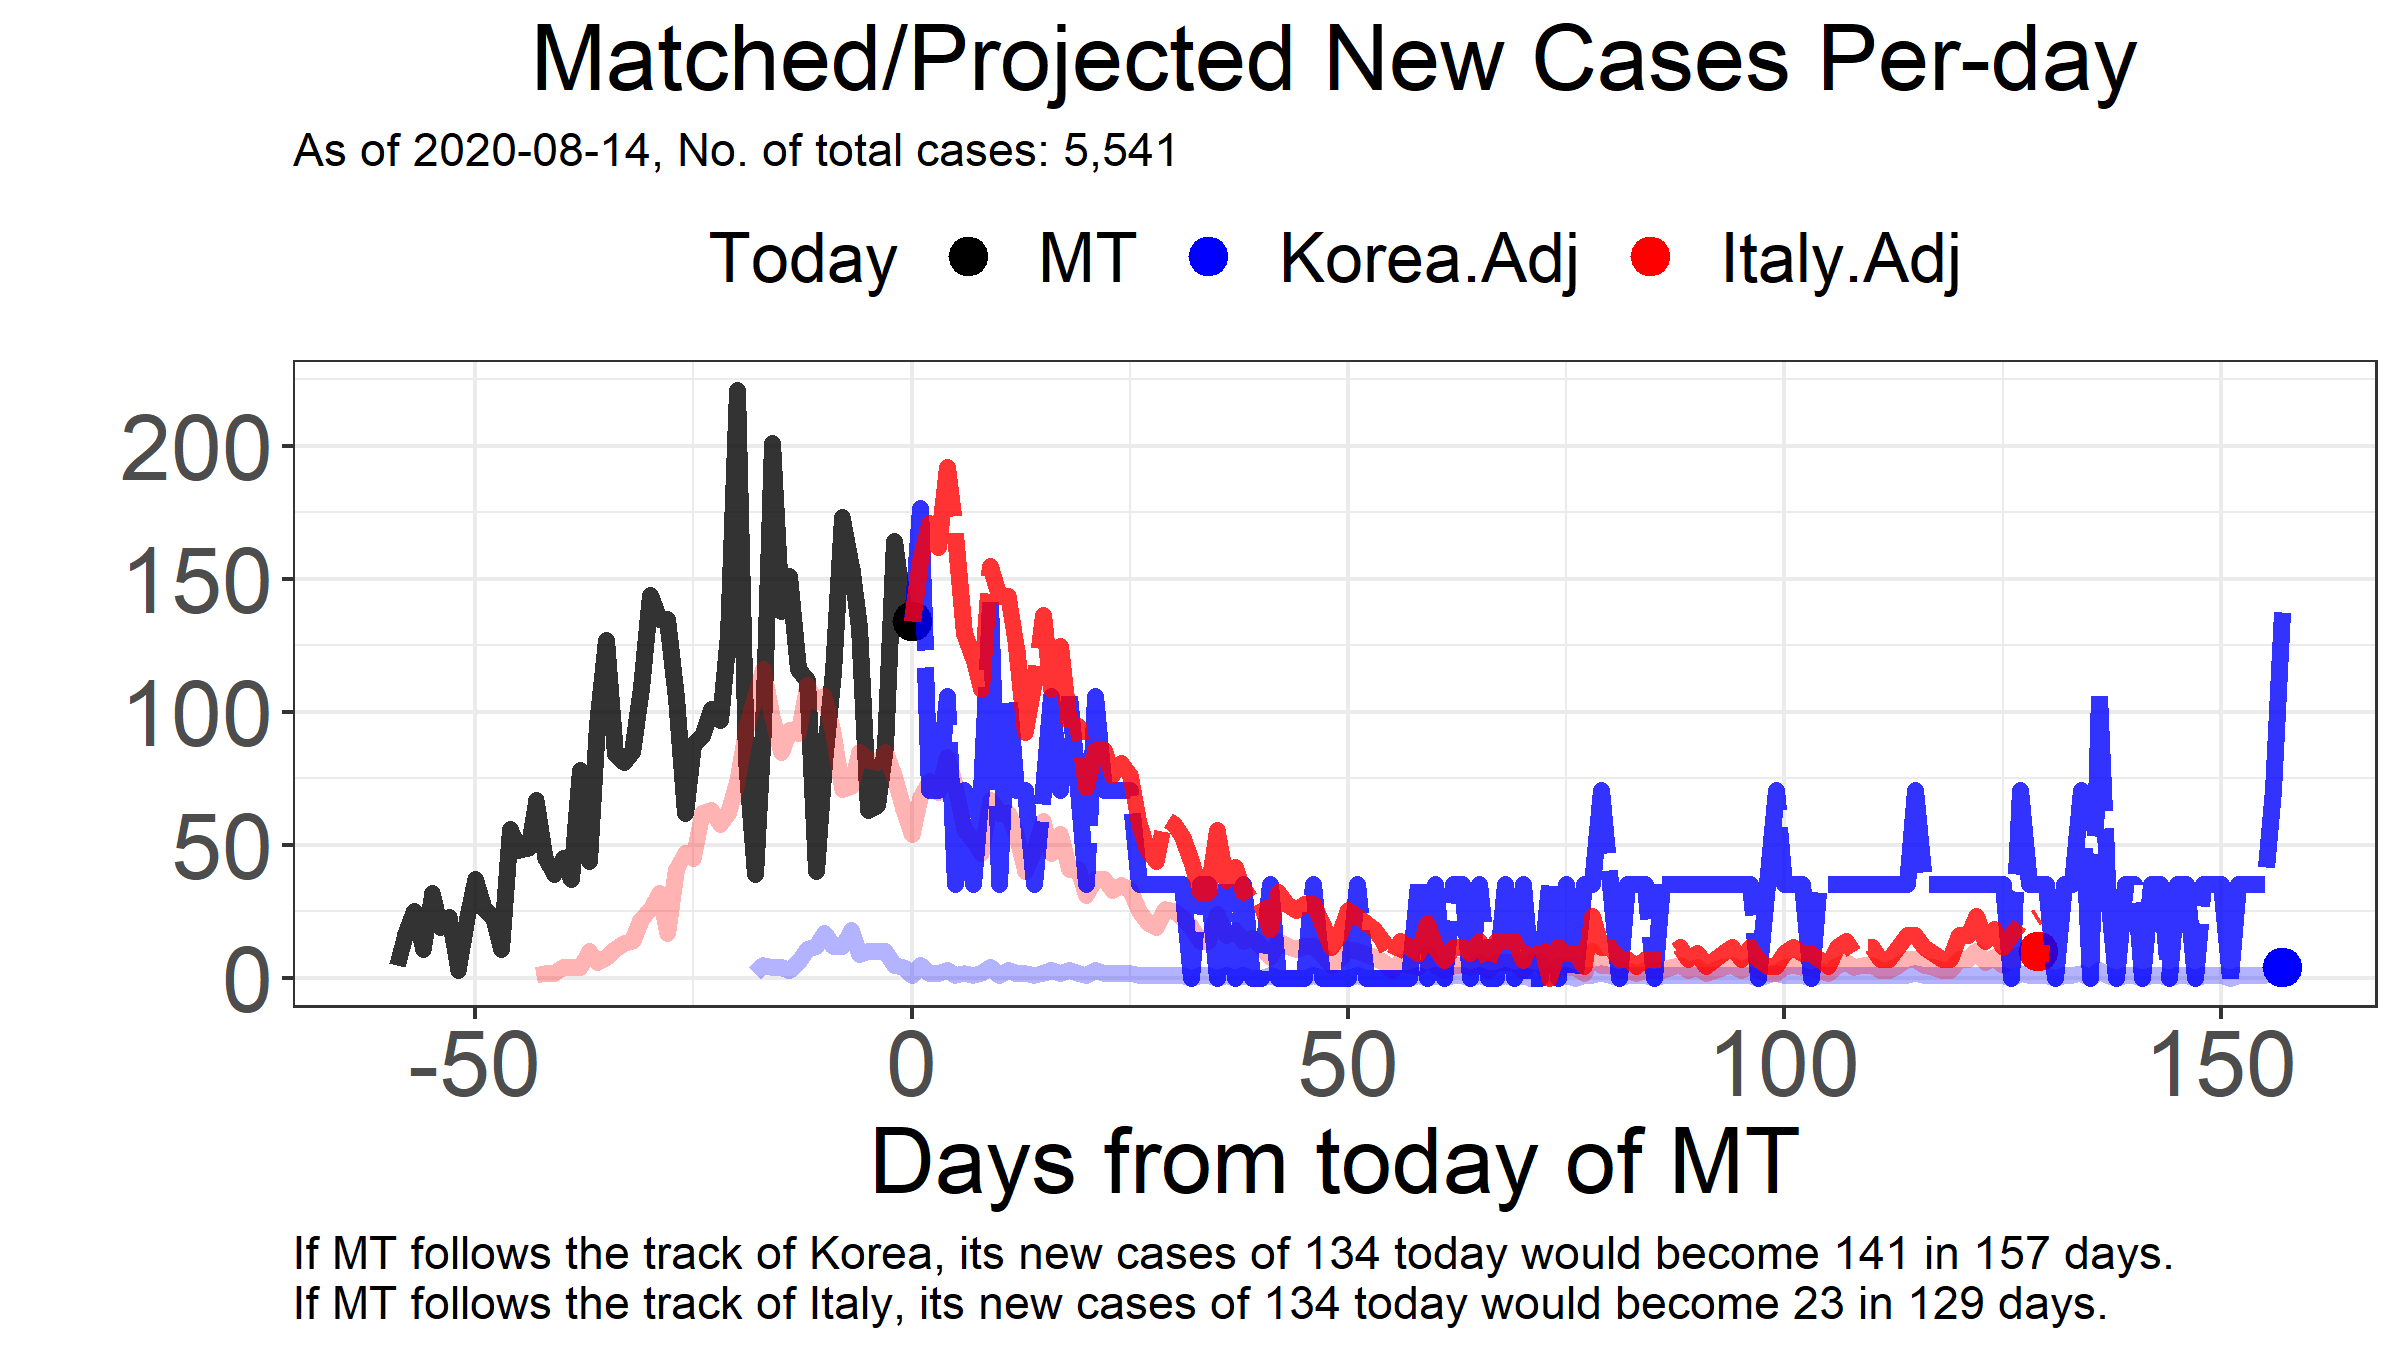 Matched/Projected New Cases Per-day
As of 2020-08-14, No. of total cases: 5,541
Today MT Korea.Adj Italy.Adj
200
150
100
50
0
-50 0 50 100 150
Days from today of MT
If MT follows the track of Korea, its new cases of 134 today would become 141 in 157 days.
If MT follows the track of Italy, its new cases of 134 today would become 23 in 129 days.